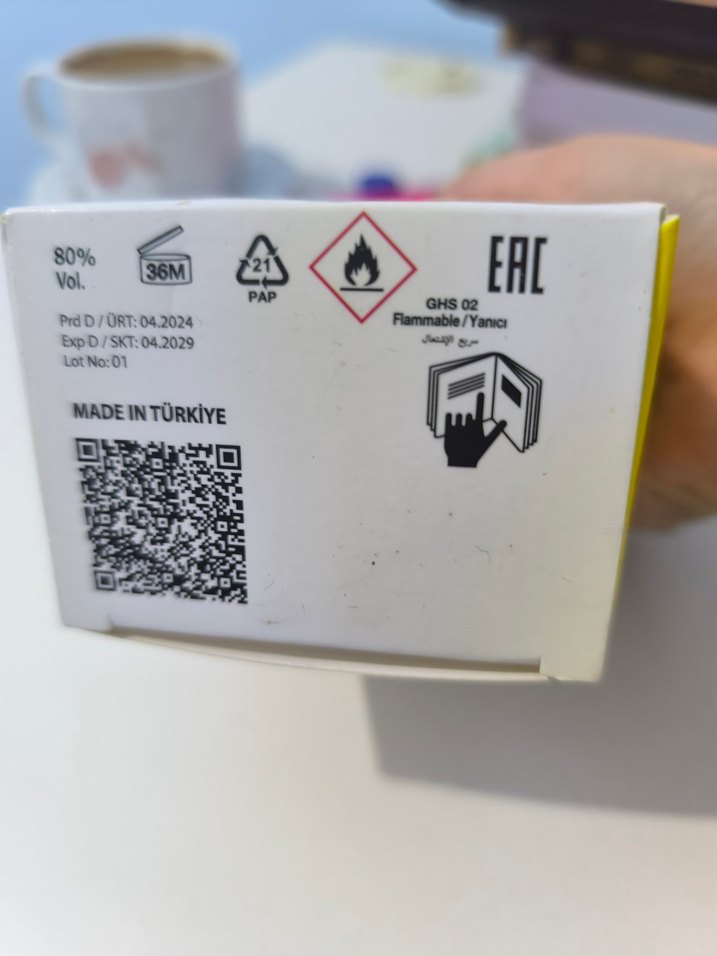 80%
Vol.
36M
21
PAP
EAC
GHS 02
Flammable / Yanıcı
سريع الإشتعال
Prd D / ÜRT: 04.2024
Exp D / SKT: 04.2029
Lot No: 01
MADE IN TÜRKİYE